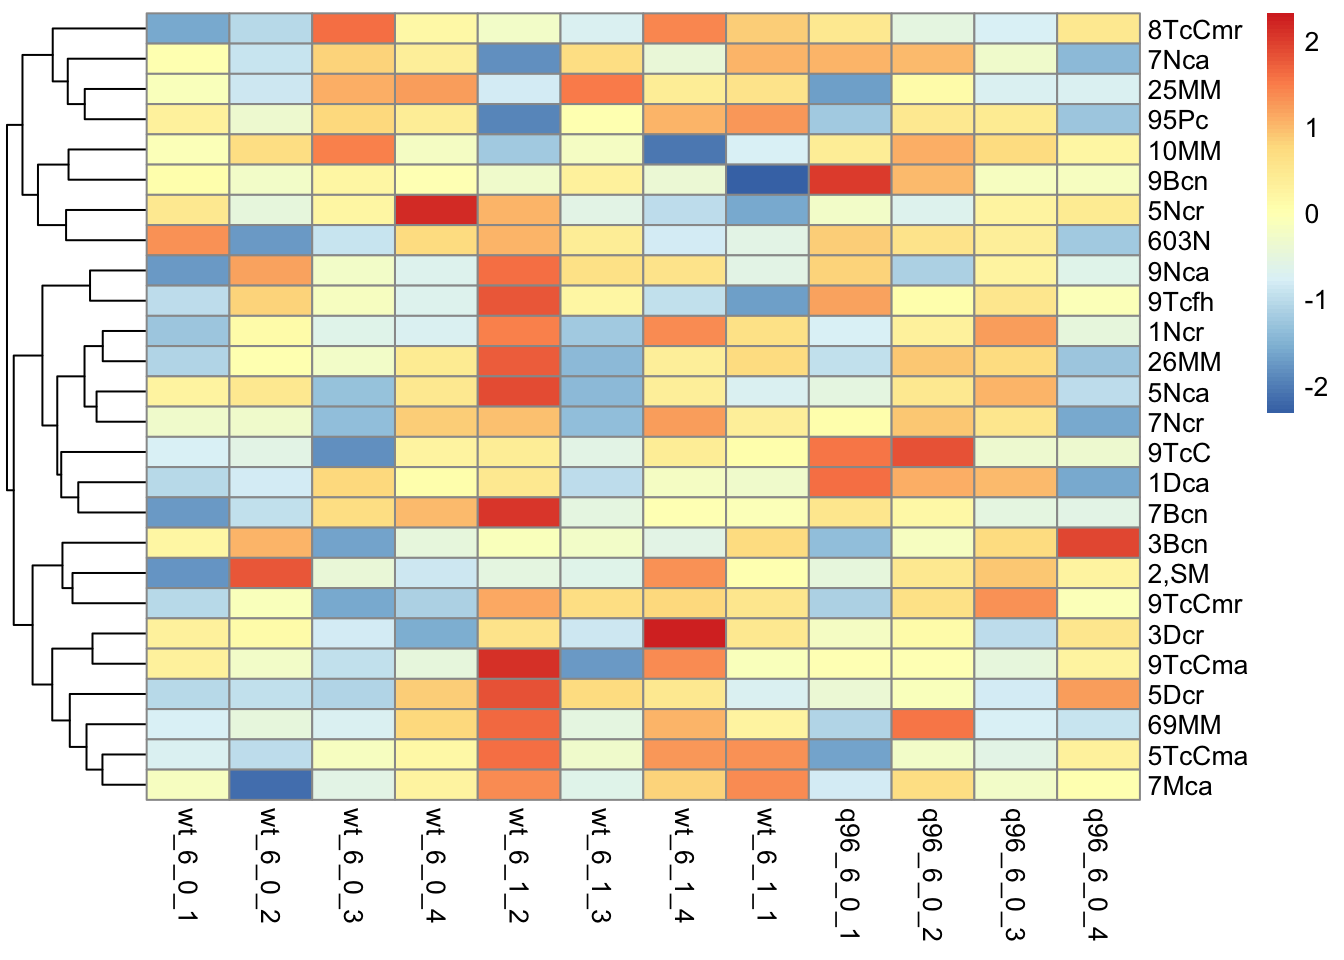 8TcCmr
7Nca
25MM
95Pc
10MM
9Bcn
5Ncr
603N
9Nca
9Tcfh
1Ncr
26MM
5Nca
7Ncr
9TcC
1Dca
7Bcn
3Bcn
2,SM
9TcCmr
3Dcr
9TcCma
5Dcr
69MM
5TcCma
7Mca
wt_6_0_1
wt_6_0_2
wt_6_0_3
wt_6_0_4
wt_6_1_2
wt_6_1_3
wt_6_1_4
wt_6_1_1
q96_6_0_1
q96_6_0_2
q96_6_0_3
q96_6_0_4
2
1
0
-1
-2